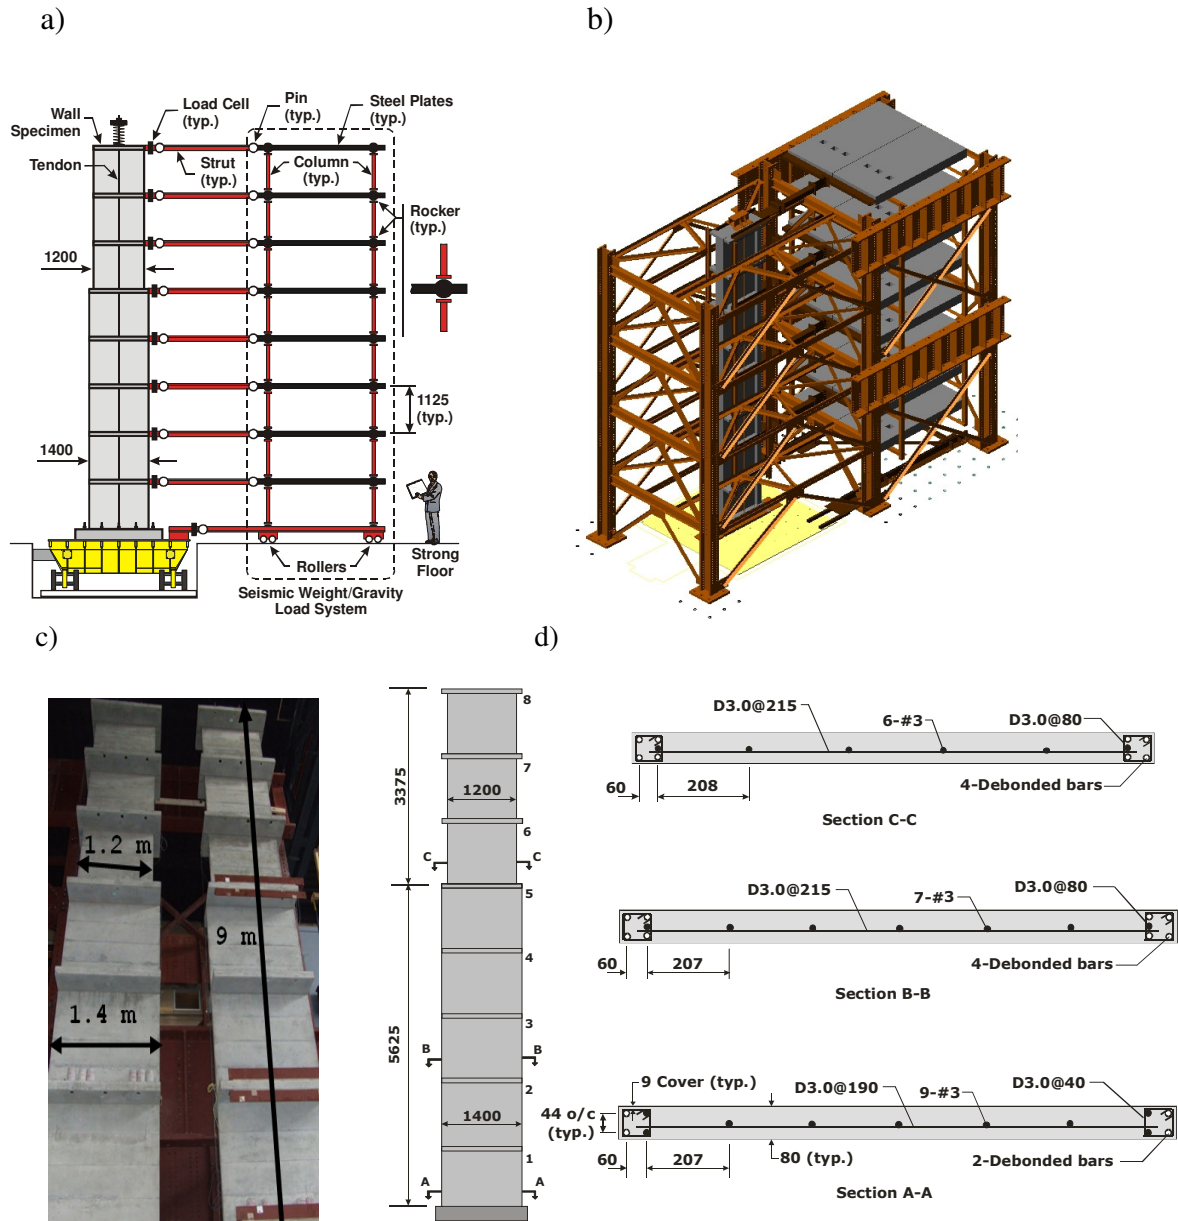 a)
b)
Load Cell
(typ.)
Pin
(typ.)
Steel Plates
(typ.)
Wall
Specimen
Tendon
Strut
(typ.)
Column
(typ.)
Rocker
(typ.)
1200
1125
(typ.)
1400
Rollers
Strong
Floor
Seismic Weight/Gravity
Load System
c)
d)
1.2 m
9 m
1.4 m
8
7
6
5
4
3
2
1
3375
5625
1200
1400
C
C
B
B
A
A
D3.0@215
6-#3
D3.0@80
60
208
4-Debonded bars
Section C-C
D3.0@215
7-#3
D3.0@80
60
207
4-Debonded bars
Section B-B
9 Cover (typ.)
D3.0@190
9-#3
D3.0@40
44 o/c
(typ.)
60
207
80 (typ.)
2-Debonded bars
Section A-A